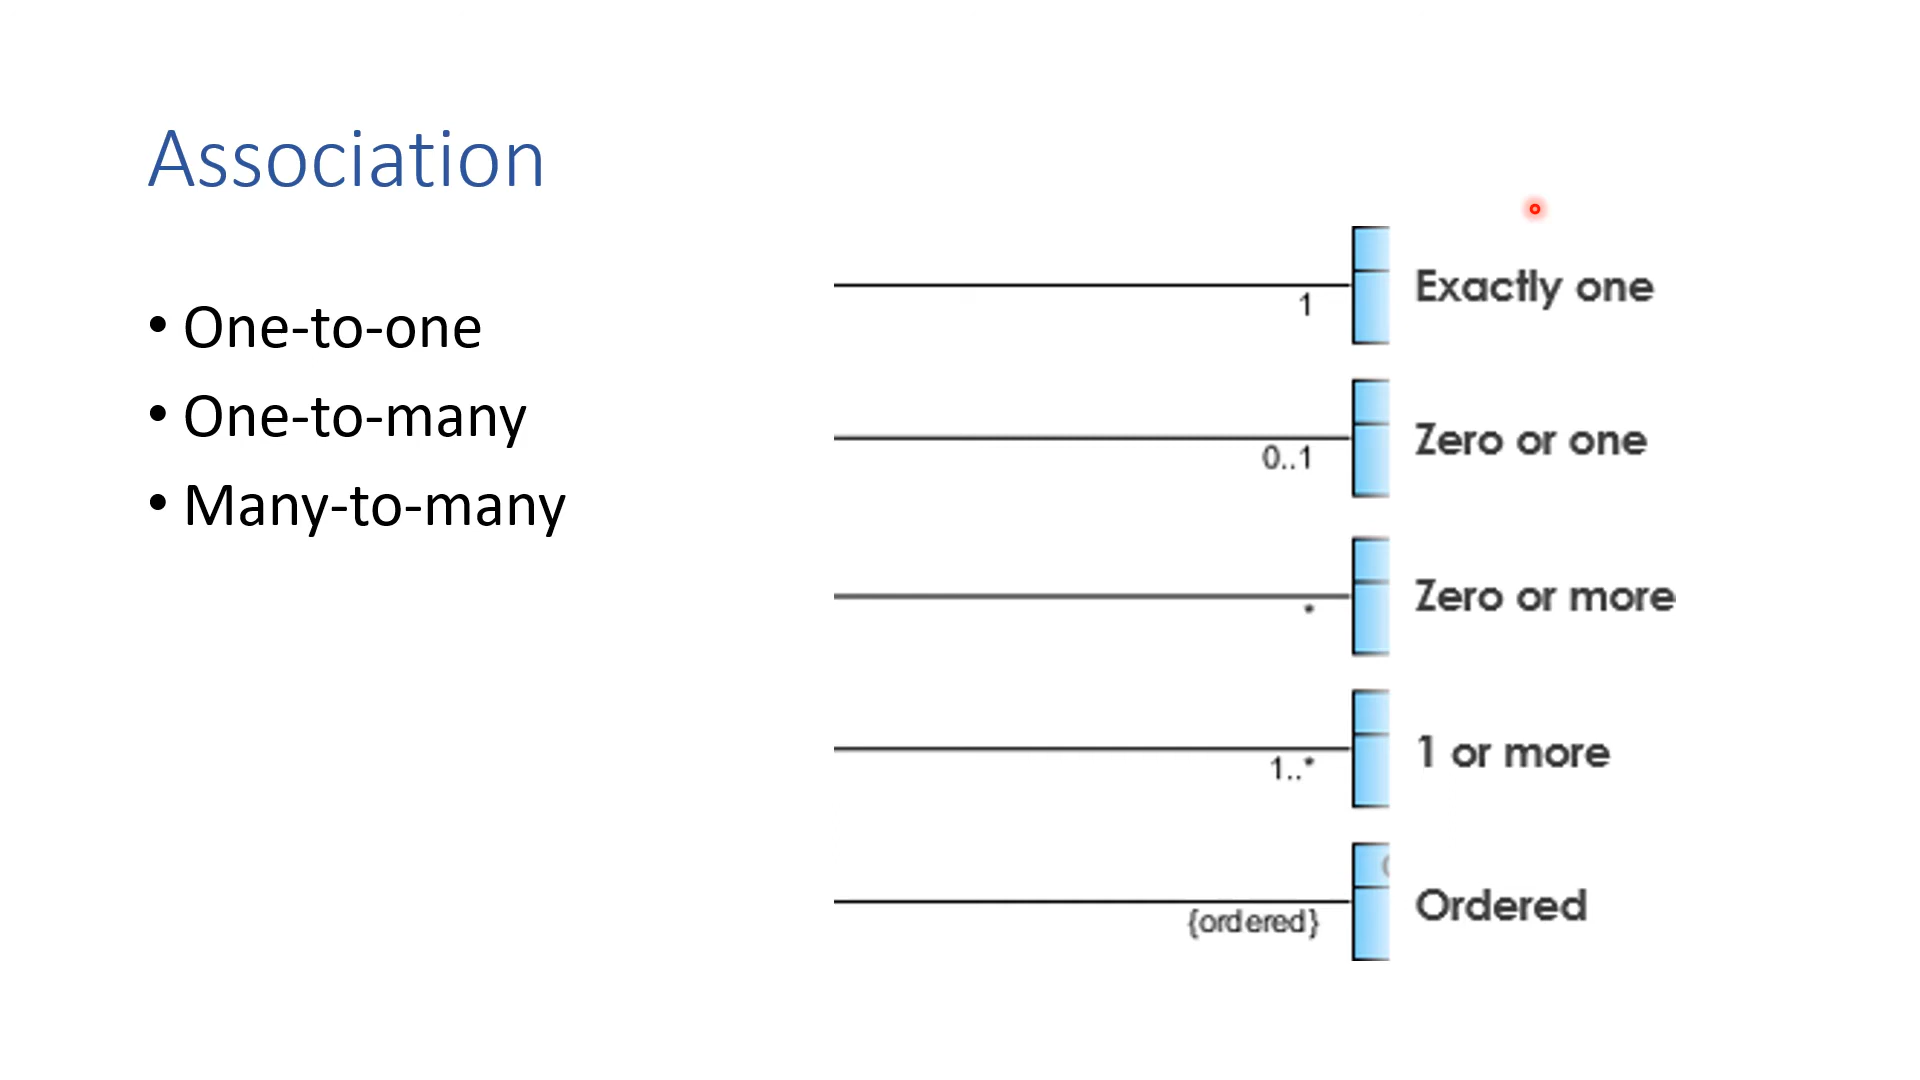 Association
• One-to-one
• One-to-many
• Many-to-many
1
Exactly one
0..1
Zero or one
*
Zero or more
1..*
1 or more
{ordered}
Ordered